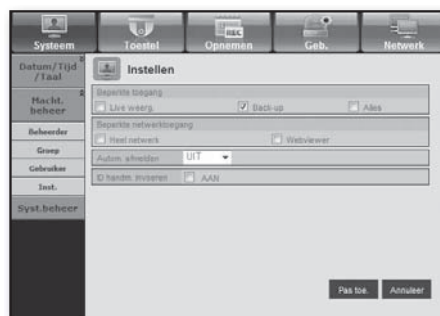 Systeem
Toestel
REC
Opnemen
Geb.
Netwerk
Datum/Tijd
/Taal
Macht.
beheer
Beheerder
Groep
Gebruiker
Inst.
Syst.beheer
Instellen
Beperkte toegang
Live weerg.
Back-up
Alles
Beperkte netwerktoegang
Heel netwerk
Webviewer
Autom. afmelden
UIT
ID handm. invoeren
AAN
Pas toe.
Annuleer